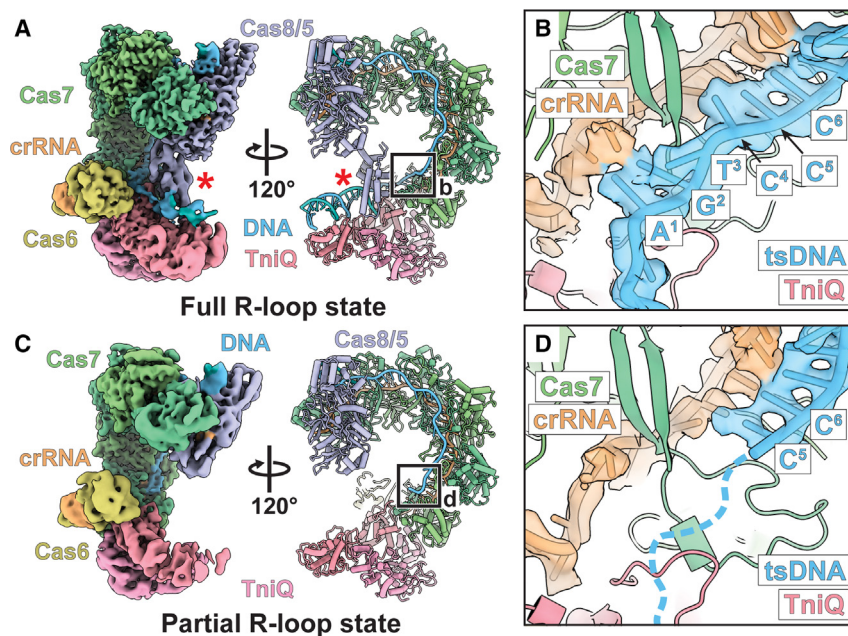 A
Cas8/5
Cas7
crRNA
Cas6
*
120°
*
DNA
TniQ
b
Full R-loop state
B
Cas7
crRNA
C⁶
T³
C⁴
C⁵
G²
A¹
tsDNA
TniQ
C
DNA
Cas8/5
Cas7
crRNA
Cas6
120°
d
TniQ
Partial R-loop state
D
Cas7
crRNA
C⁶
C⁵
tsDNA
TniQ